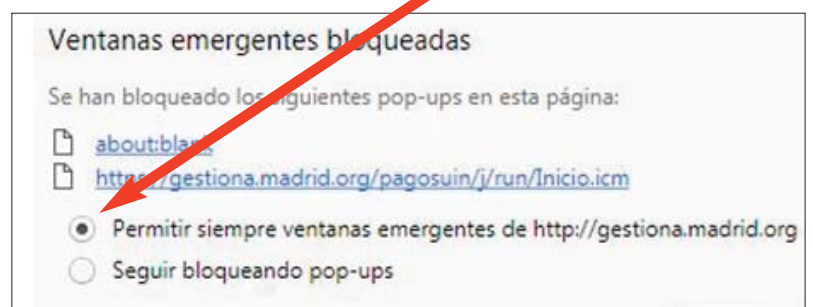 Ventanas emergentes bloqueadas
Se han bloqueado los siguientes pop-ups en esta página:
about:blank
https://gestiona.madrid.org/pagosuin/j/run/Inicio.icm
Permitir siempre ventanas emergentes de http://gestiona.madrid.org
Seguir bloqueando pop-ups